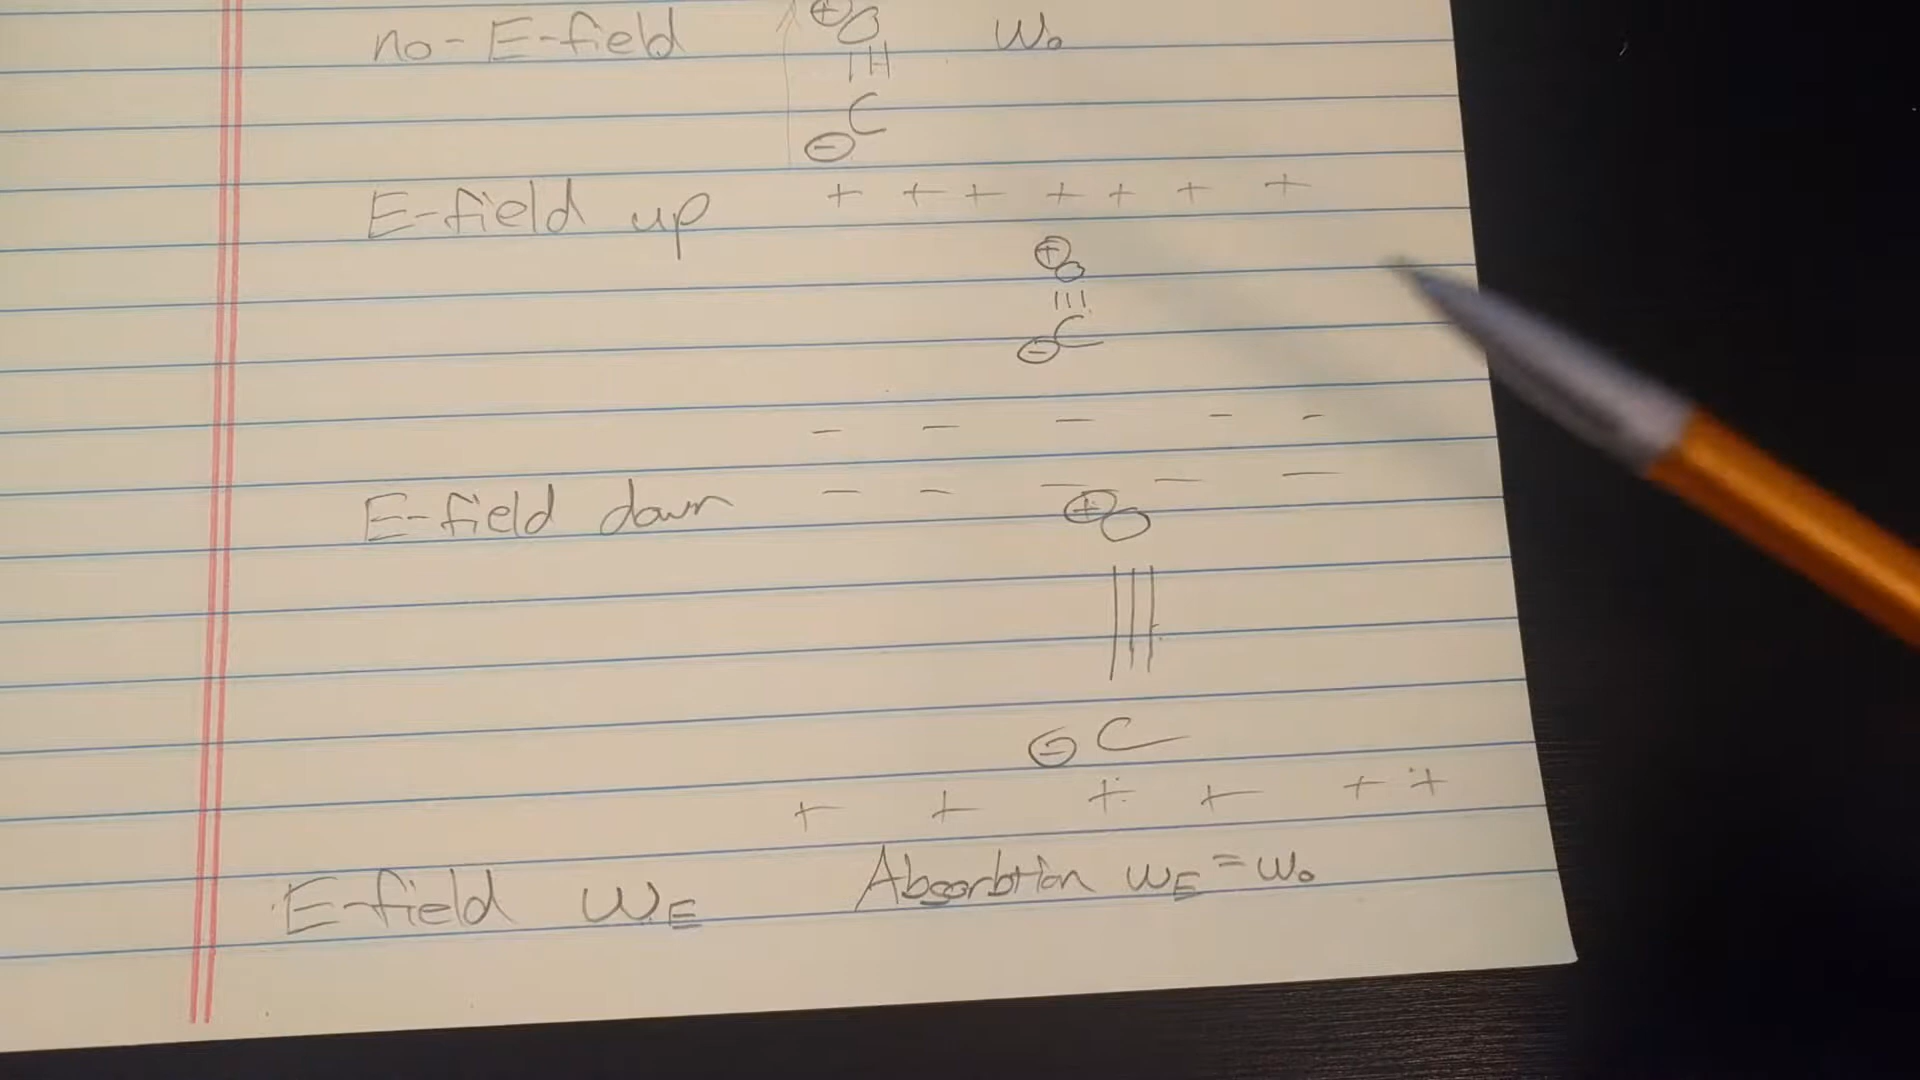 no-E-field ⊕O ω₀
|||
⊖C
E-field up + + + + + + +
⊕O
|||
⊖C
- - - - -
- - - - -
E-field down ⊕O
|||
⊖C
+ + + + + +
E-field ω_E Absorbtion ω_E = ω₀